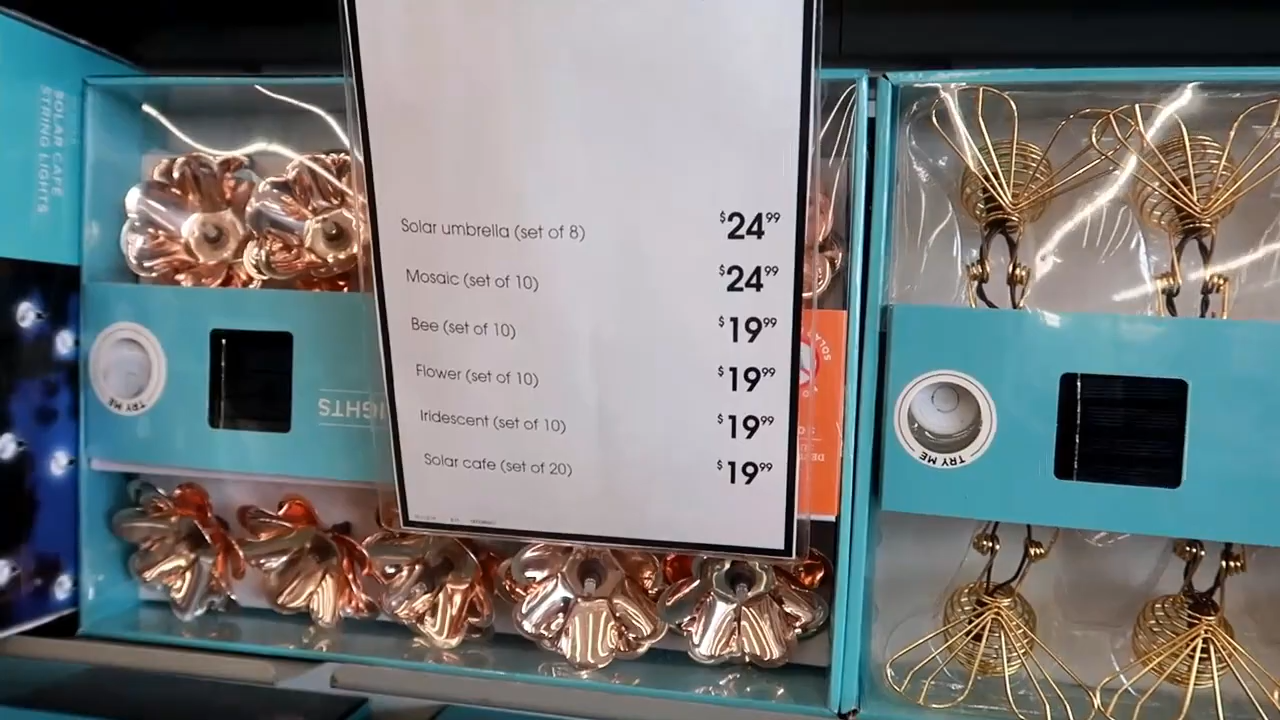 SOLAR CAFE
STRING LIGHTS
Solar umbrella (set of 8) $24.99
Mosaic (set of 10) $24.99
Bee (set of 10) $19.99
Flower (set of 10) $19.99
Iridescent (set of 10) $19.99
Solar cafe (set of 20) $19.99
TRY ME
TRY ME